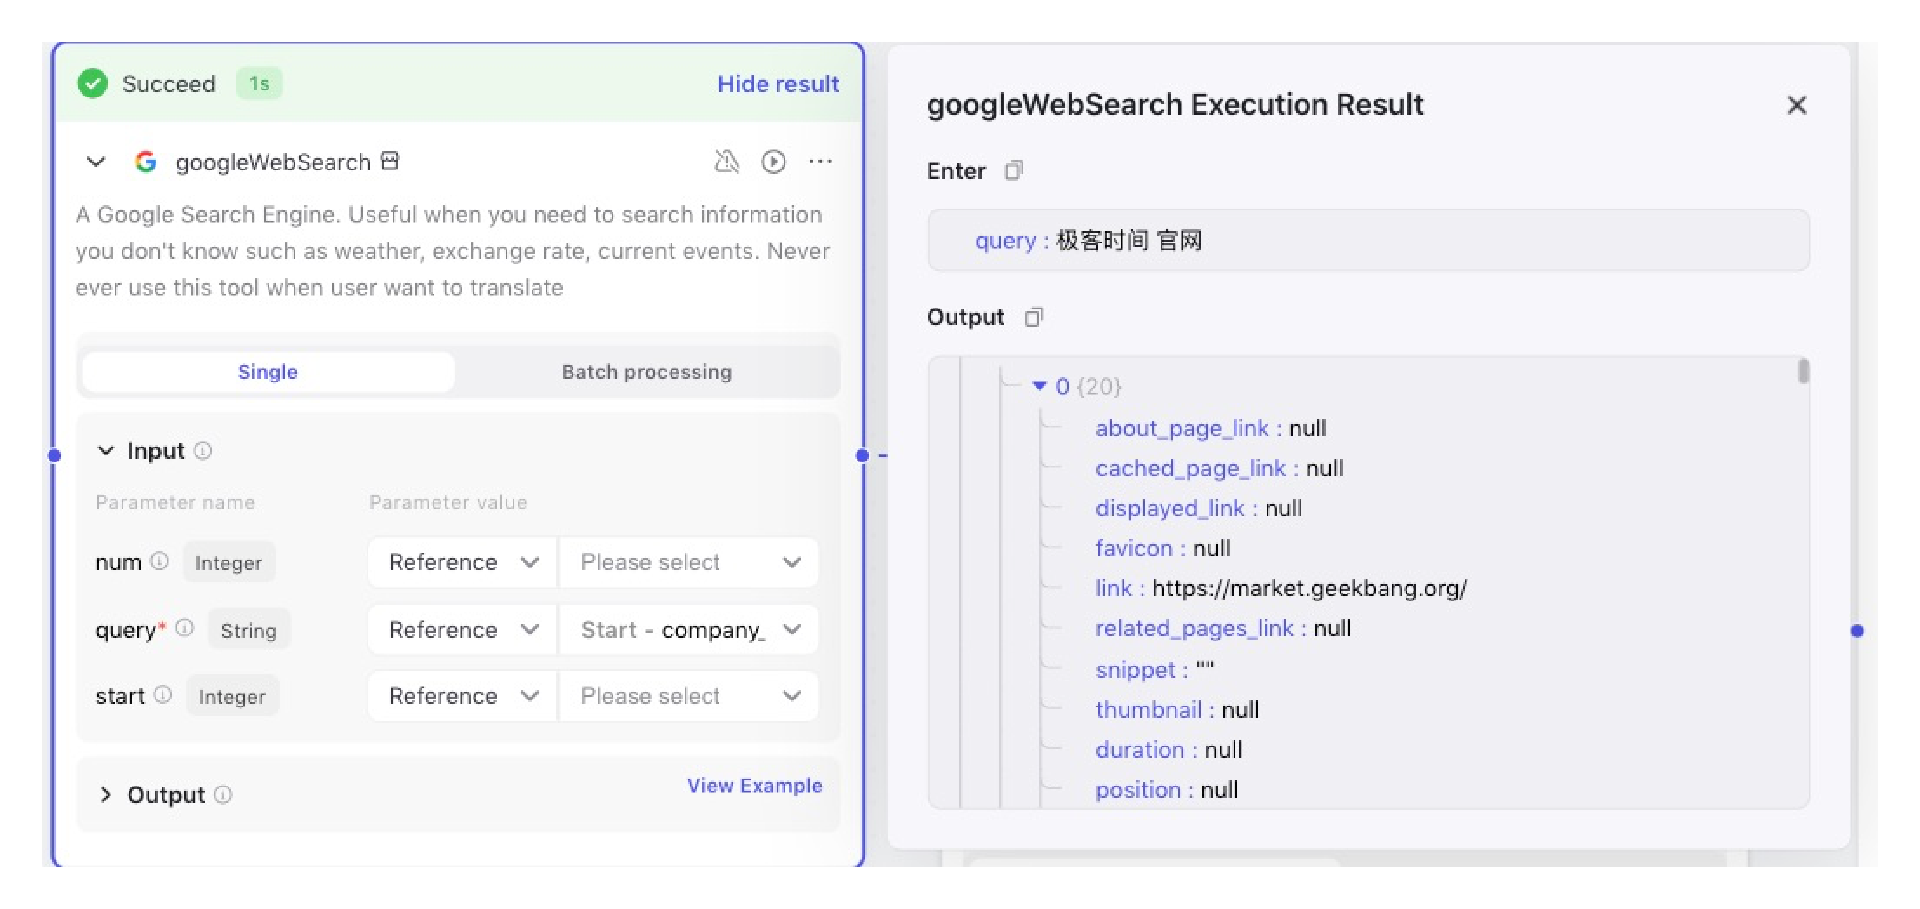 Succeed 1s Hide result
googleWebSearch
A Google Search Engine. Useful when you need to search information
you don't know such as weather, exchange rate, current events. Never
ever use this tool when user want to translate
Single Batch processing
Input
Parameter name Parameter value
num Integer Reference Please select
query* String Reference Start - company_
start Integer Reference Please select
Output View Example
googleWebSearch Execution Result
Enter
query : 极客时间 官网
Output
0 {20}
about_page_link : null
cached_page_link : null
displayed_link : null
favicon : null
link : https://market.geekbang.org/
related_pages_link : null
snippet : ""
thumbnail : null
duration : null
position : null